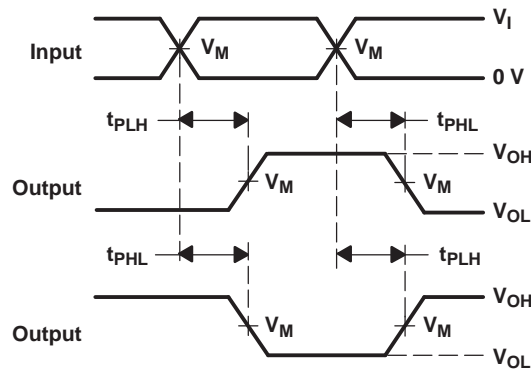 Input
V_M
V_M
V_I
0 V
t_PLH
t_PHL
Output
V_M
V_M
V_OH
V_OL
t_PHL
t_PLH
Output
V_M
V_M
V_OH
V_OL